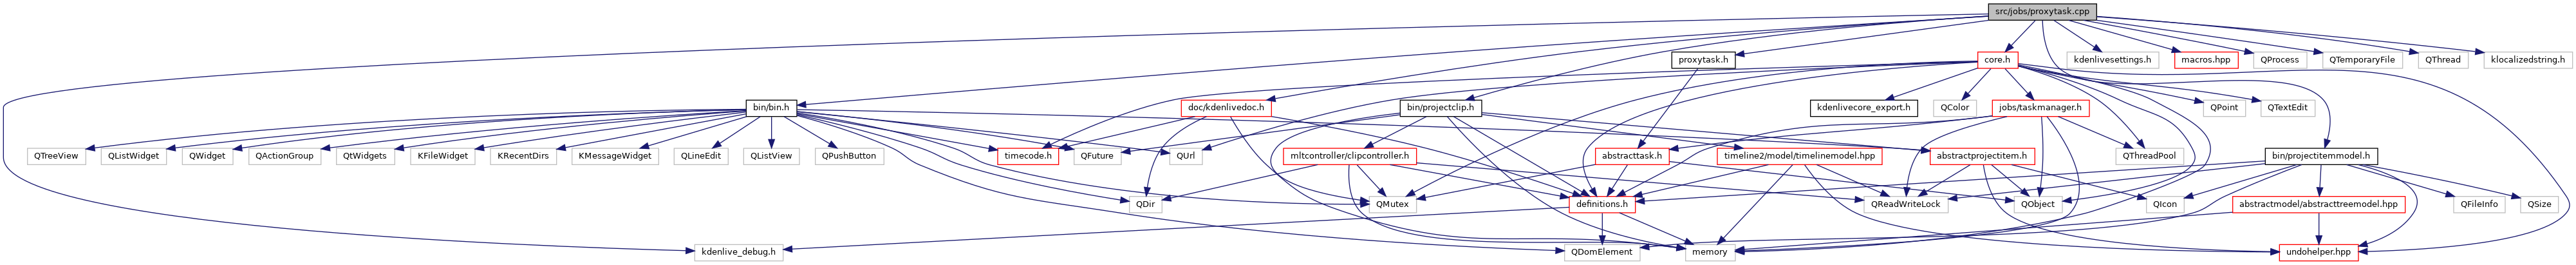 src/jobs/proxytask.cpp
proxytask.h
core.h
kdenlivesettings.h
macros.hpp
QProcess
QTemporaryFile
QThread
klocalizedstring.h
bin/bin.h
doc/kdenlivedoc.h
bin/projectclip.h
kdenlivecore_export.h
QColor
jobs/taskmanager.h
QPoint
QTextEdit
QTreeView
QListWidget
QWidget
QActionGroup
QtWidgets
KFileWidget
KRecentDirs
KMessageWidget
QLineEdit
QListView
QPushButton
timecode.h
QFuture
QUrl
mltcontroller/clipcontroller.h
abstracttask.h
timeline2/model/timelinemodel.hpp
abstractprojectitem.h
QThreadPool
bin/projectitemmodel.h
QDir
QMutex
definitions.h
QReadWriteLock
QObject
QIcon
abstractmodel/abstracttreemodel.hpp
QFileInfo
QSize
kdenlive_debug.h
QDomElement
memory
undohelper.hpp